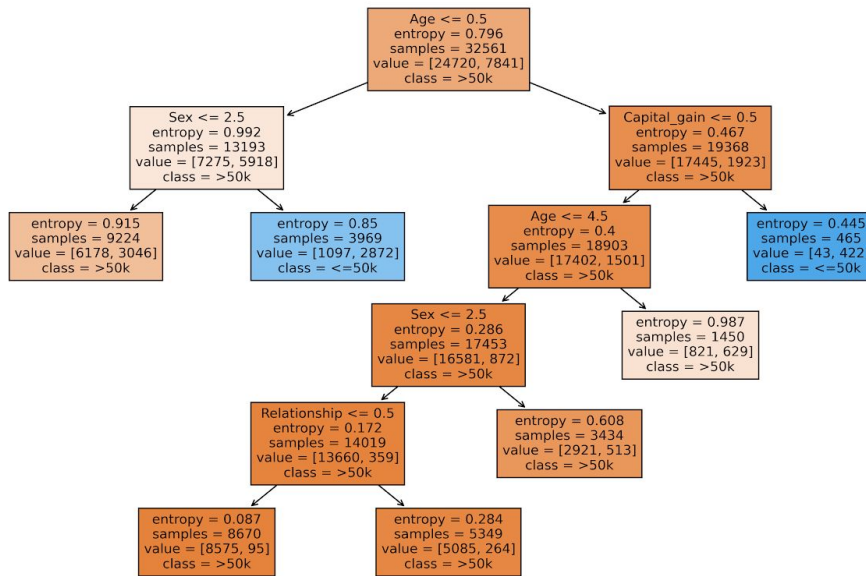 Age <= 0.5
entropy = 0.796
samples = 32561
value = [24720, 7841]
class = >50k
Sex <= 2.5
entropy = 0.992
samples = 13193
value = [7275, 5918]
class = >50k
Capital_gain <= 0.5
entropy = 0.467
samples = 19368
value = [17445, 1923]
class = >50k
entropy = 0.915
samples = 9224
value = [6178, 3046]
class = >50k
entropy = 0.85
samples = 3969
value = [1097, 2872]
class = <=50k
Age <= 4.5
entropy = 0.4
samples = 18903
value = [17402, 1501]
class = >50k
entropy = 0.445
samples = 465
value = [43, 422]
class = <=50k
Sex <= 2.5
entropy = 0.286
samples = 17453
value = [16581, 872]
class = >50k
entropy = 0.987
samples = 1450
value = [821, 629]
class = >50k
Relationship <= 0.5
entropy = 0.172
samples = 14019
value = [13660, 359]
class = >50k
entropy = 0.608
samples = 3434
value = [2921, 513]
class = >50k
entropy = 0.087
samples = 8670
value = [8575, 95]
class = >50k
entropy = 0.284
samples = 5349
value = [5085, 264]
class = >50k